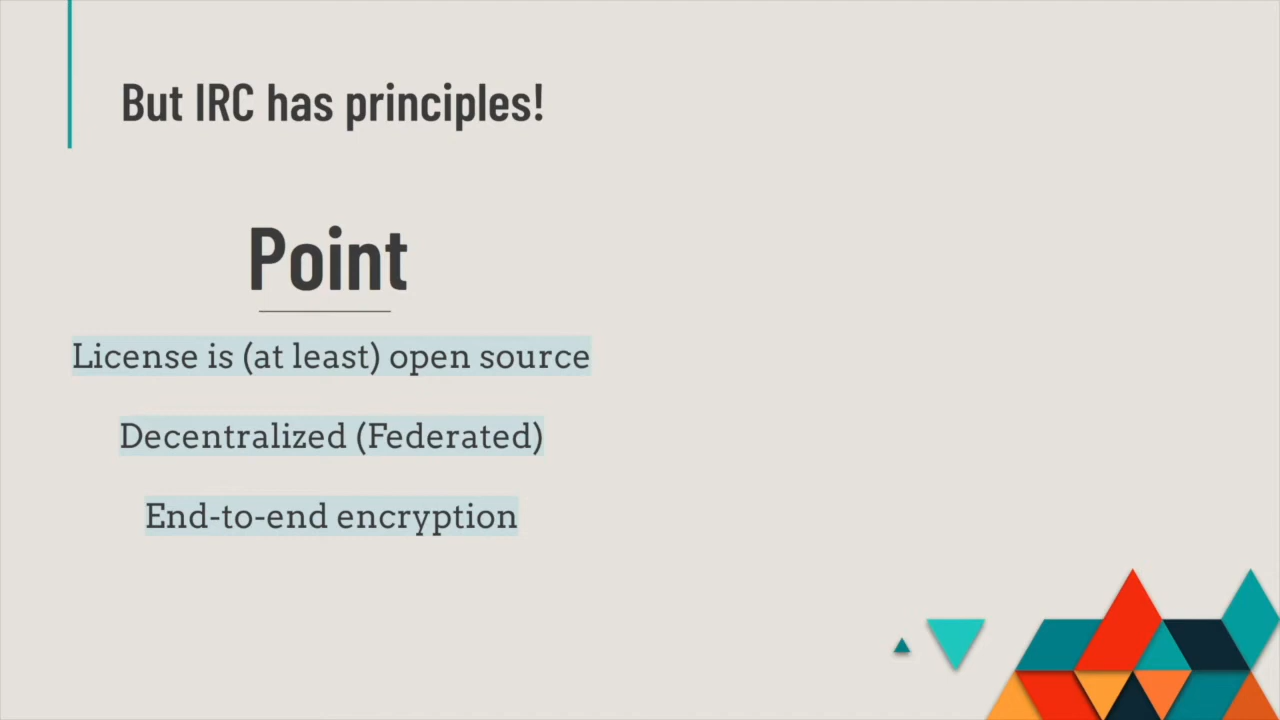 But IRC has principles!
Point
License is (at least) open source
Decentralized (Federated)
End-to-end encryption